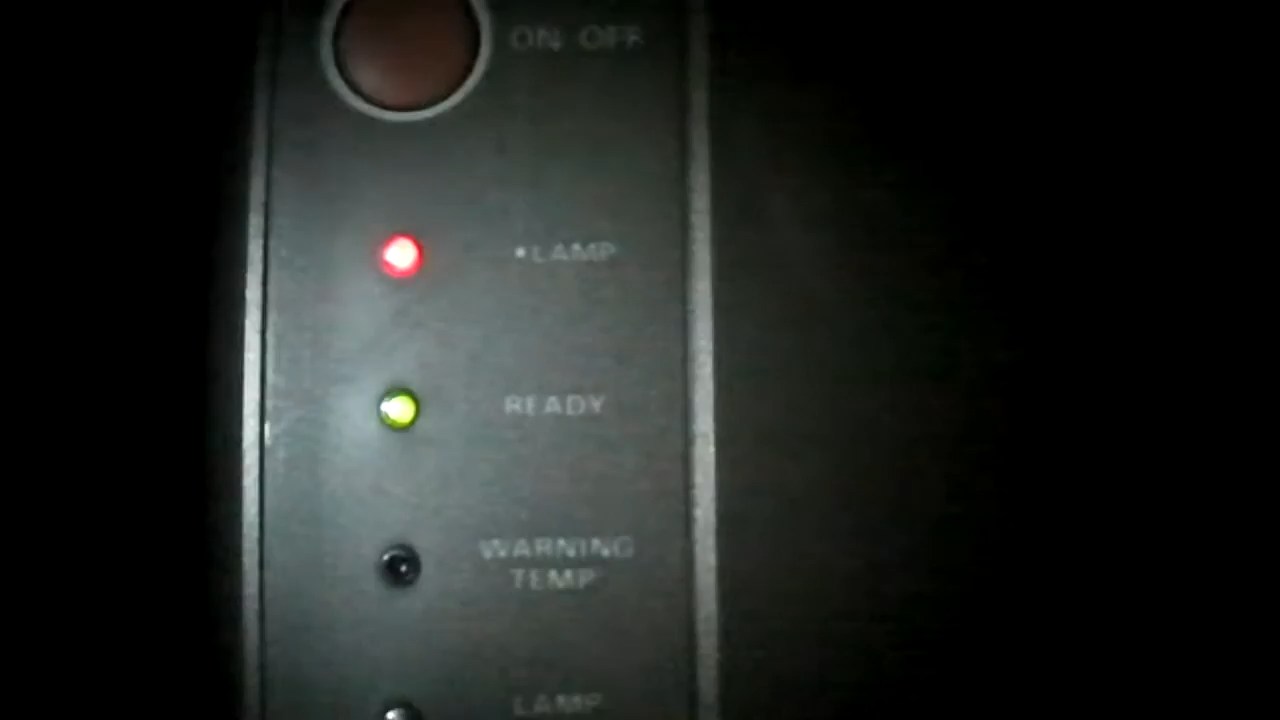 ON OFF
•LAMP
READY
WARNING
TEMP
LAMP